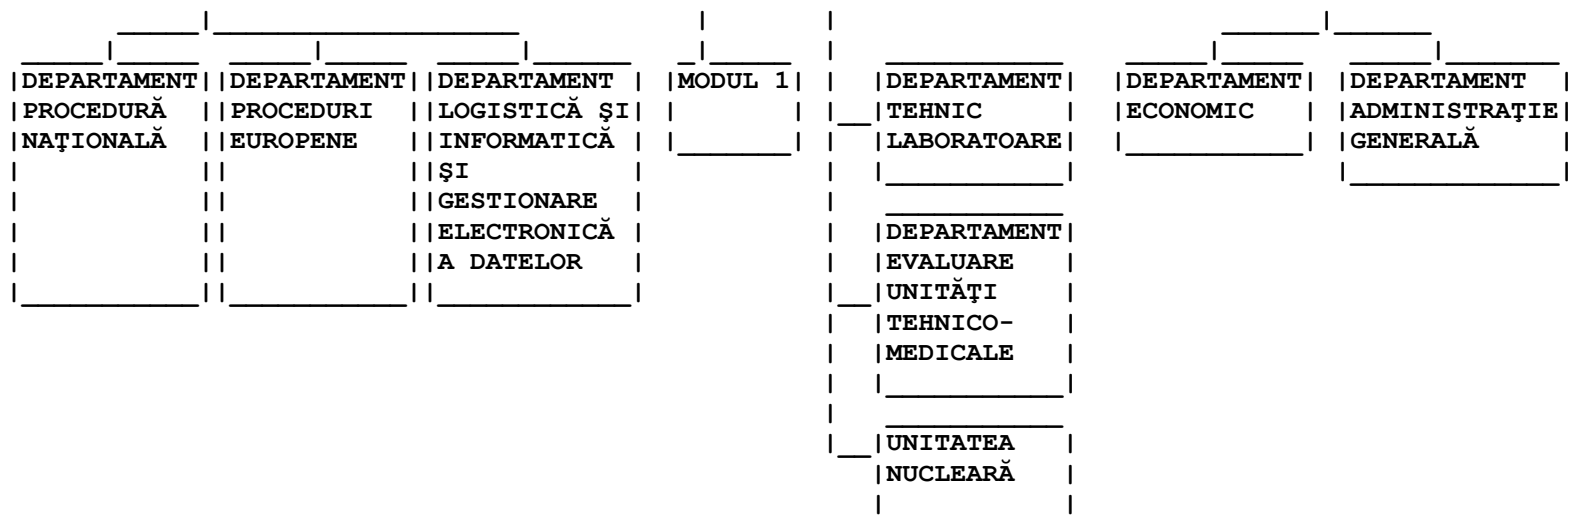 DEPARTAMENT
PROCEDURĂ
NAŢIONALĂ
DEPARTAMENT
PROCEDURI
EUROPENE
DEPARTAMENT
LOGISTICĂ ŞI
INFORMATICĂ
ŞI
GESTIONARE
ELECTRONICĂ
A DATELOR
MODUL 1
DEPARTAMENT
TEHNIC
LABORATOARE
DEPARTAMENT
EVALUARE
UNITĂŢI
TEHNICO-
MEDICALE
UNITATEA
NUCLEARĂ
DEPARTAMENT
ECONOMIC
DEPARTAMENT
ADMINISTRAŢIE
GENERALĂ